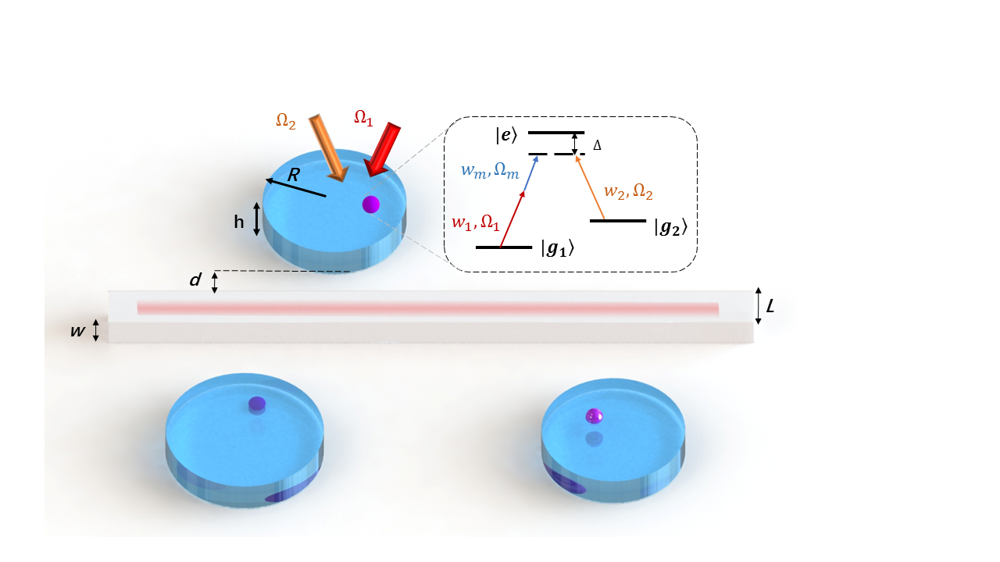 Ω₂
Ω₁
R
h
|e⟩
Δ
wₘ, Ωₘ
w₂, Ω₂
w₁, Ω₁
|g₂⟩
|g₁⟩
d
L
w